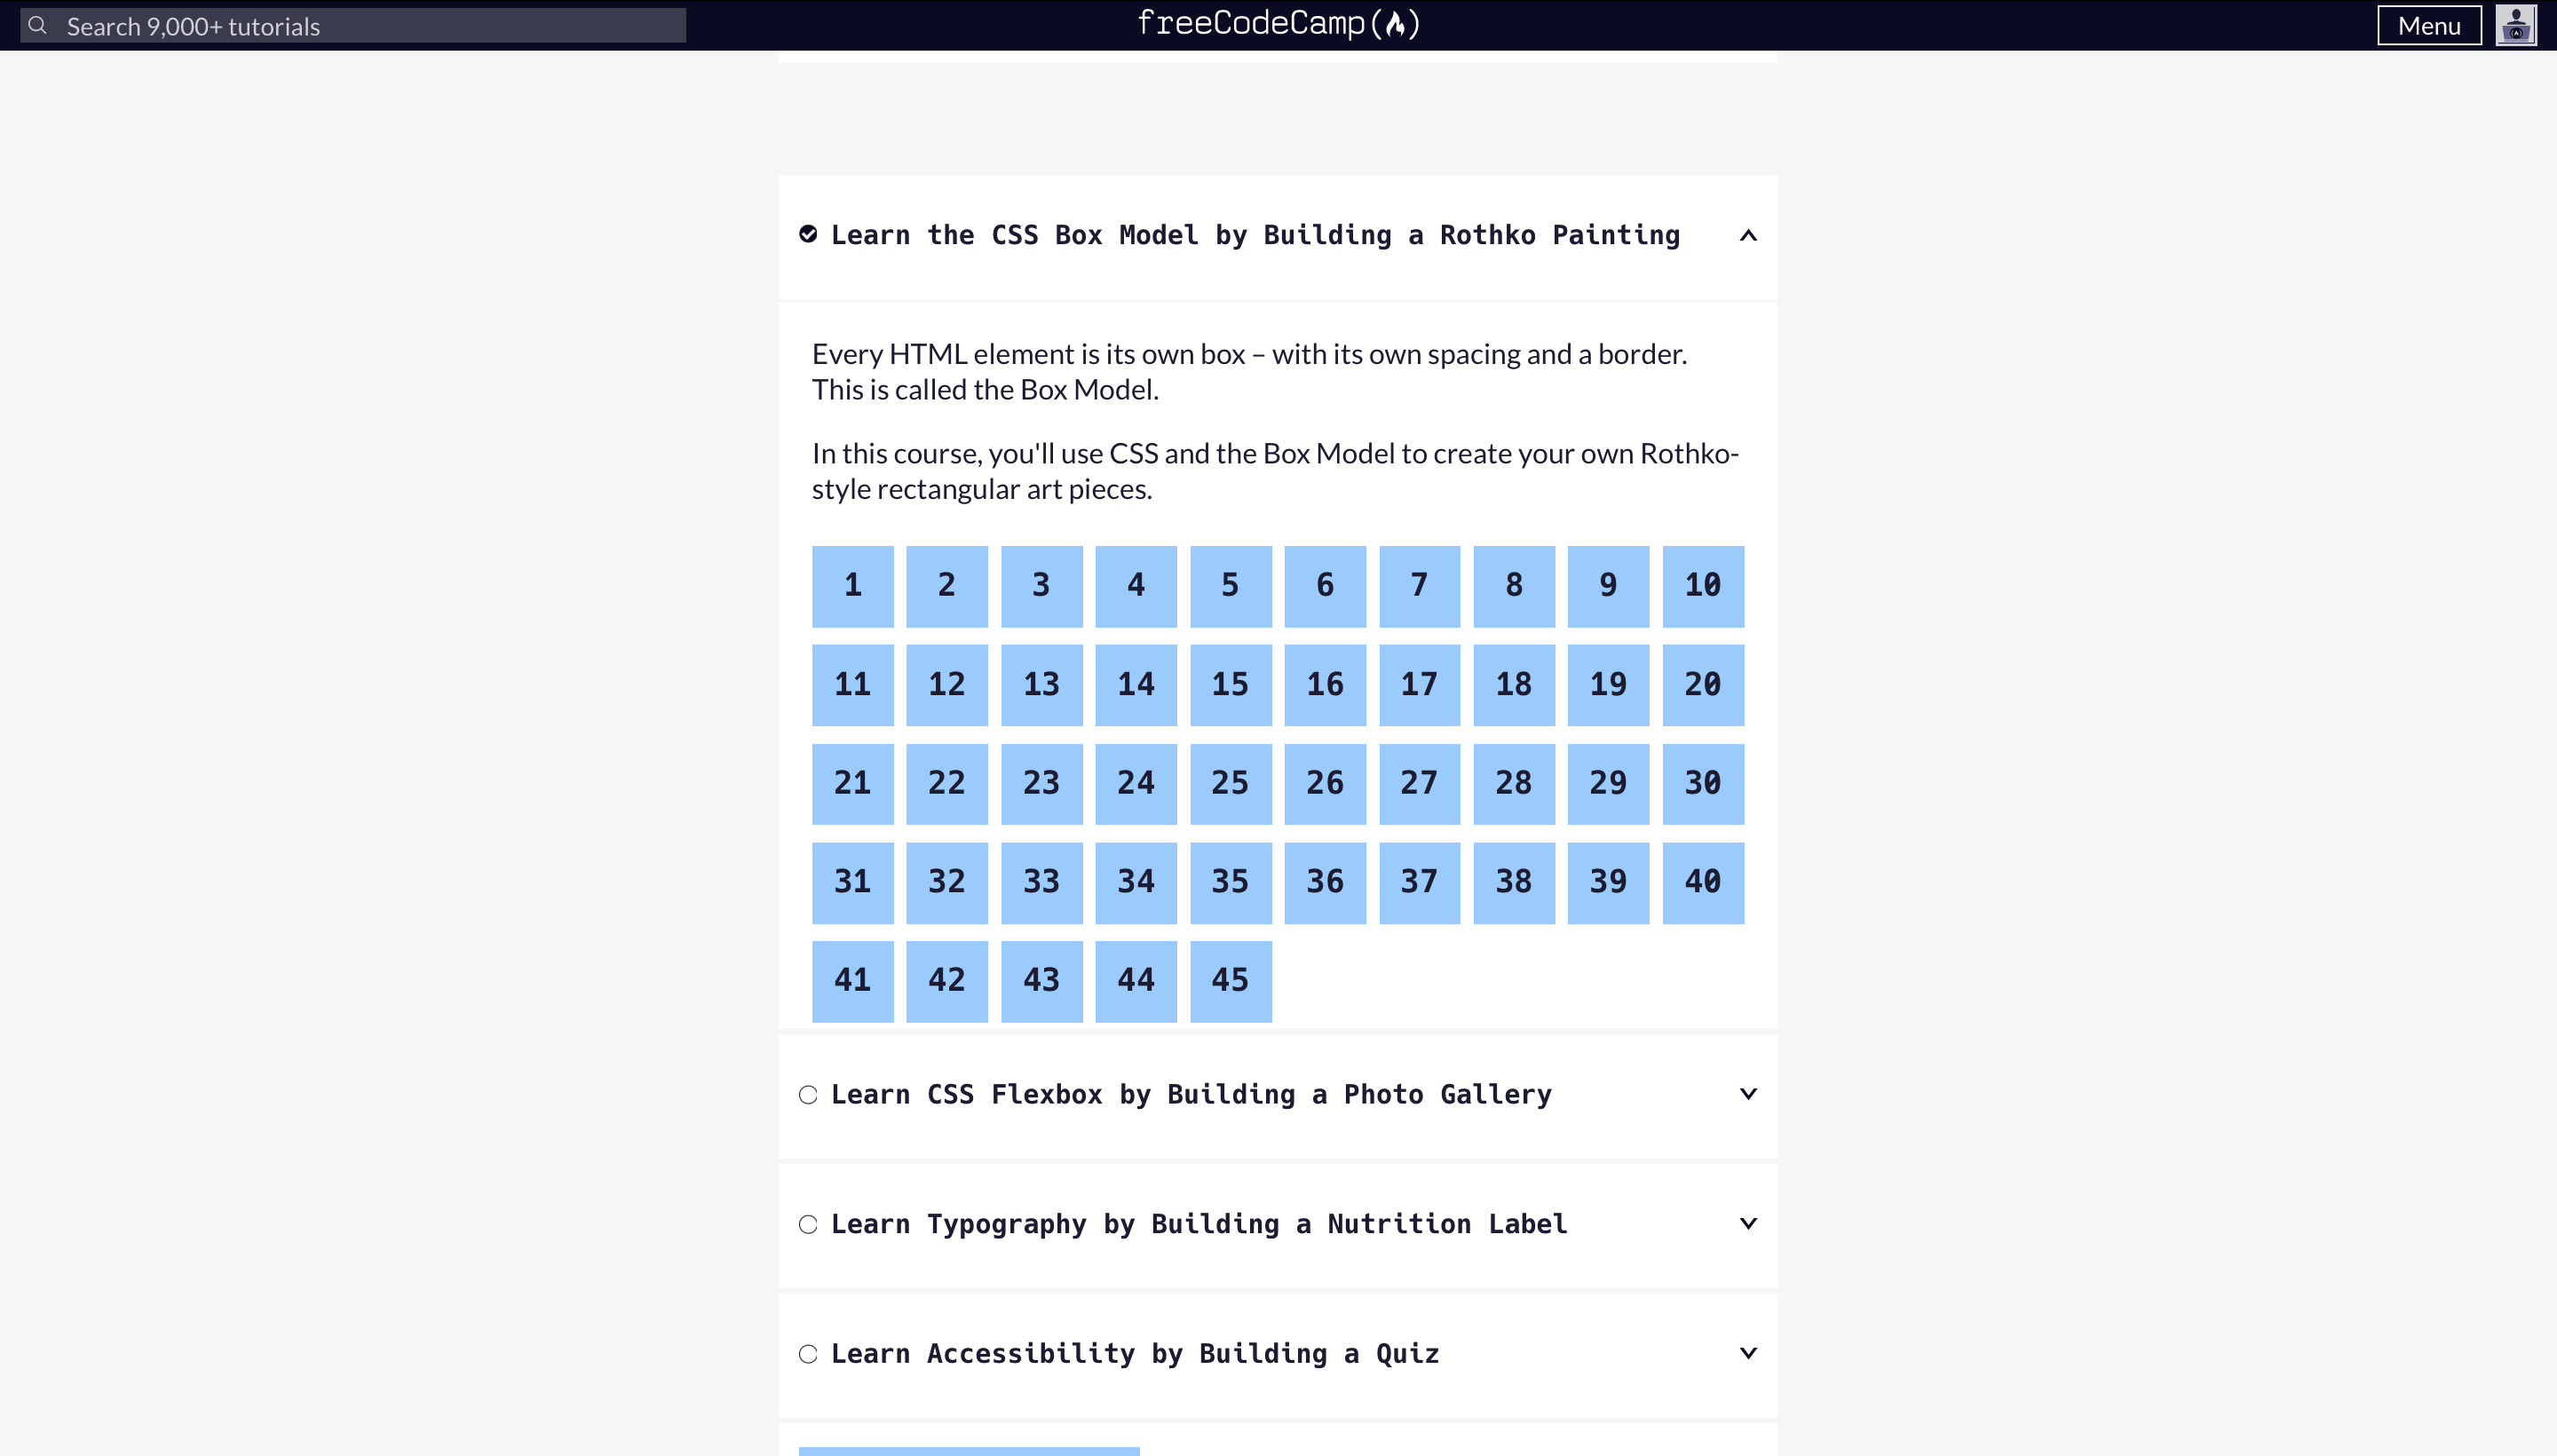 Search 9,000+ tutorials
freeCodeCamp
Menu
Learn the CSS Box Model by Building a Rothko Painting
Every HTML element is its own box – with its own spacing and a border.
This is called the Box Model.
In this course, you'll use CSS and the Box Model to create your own Rothko-
style rectangular art pieces.
1 2 3 4 5 6 7 8 9 10
11 12 13 14 15 16 17 18 19 20
21 22 23 24 25 26 27 28 29 30
31 32 33 34 35 36 37 38 39 40
41 42 43 44 45
Learn CSS Flexbox by Building a Photo Gallery
Learn Typography by Building a Nutrition Label
Learn Accessibility by Building a Quiz